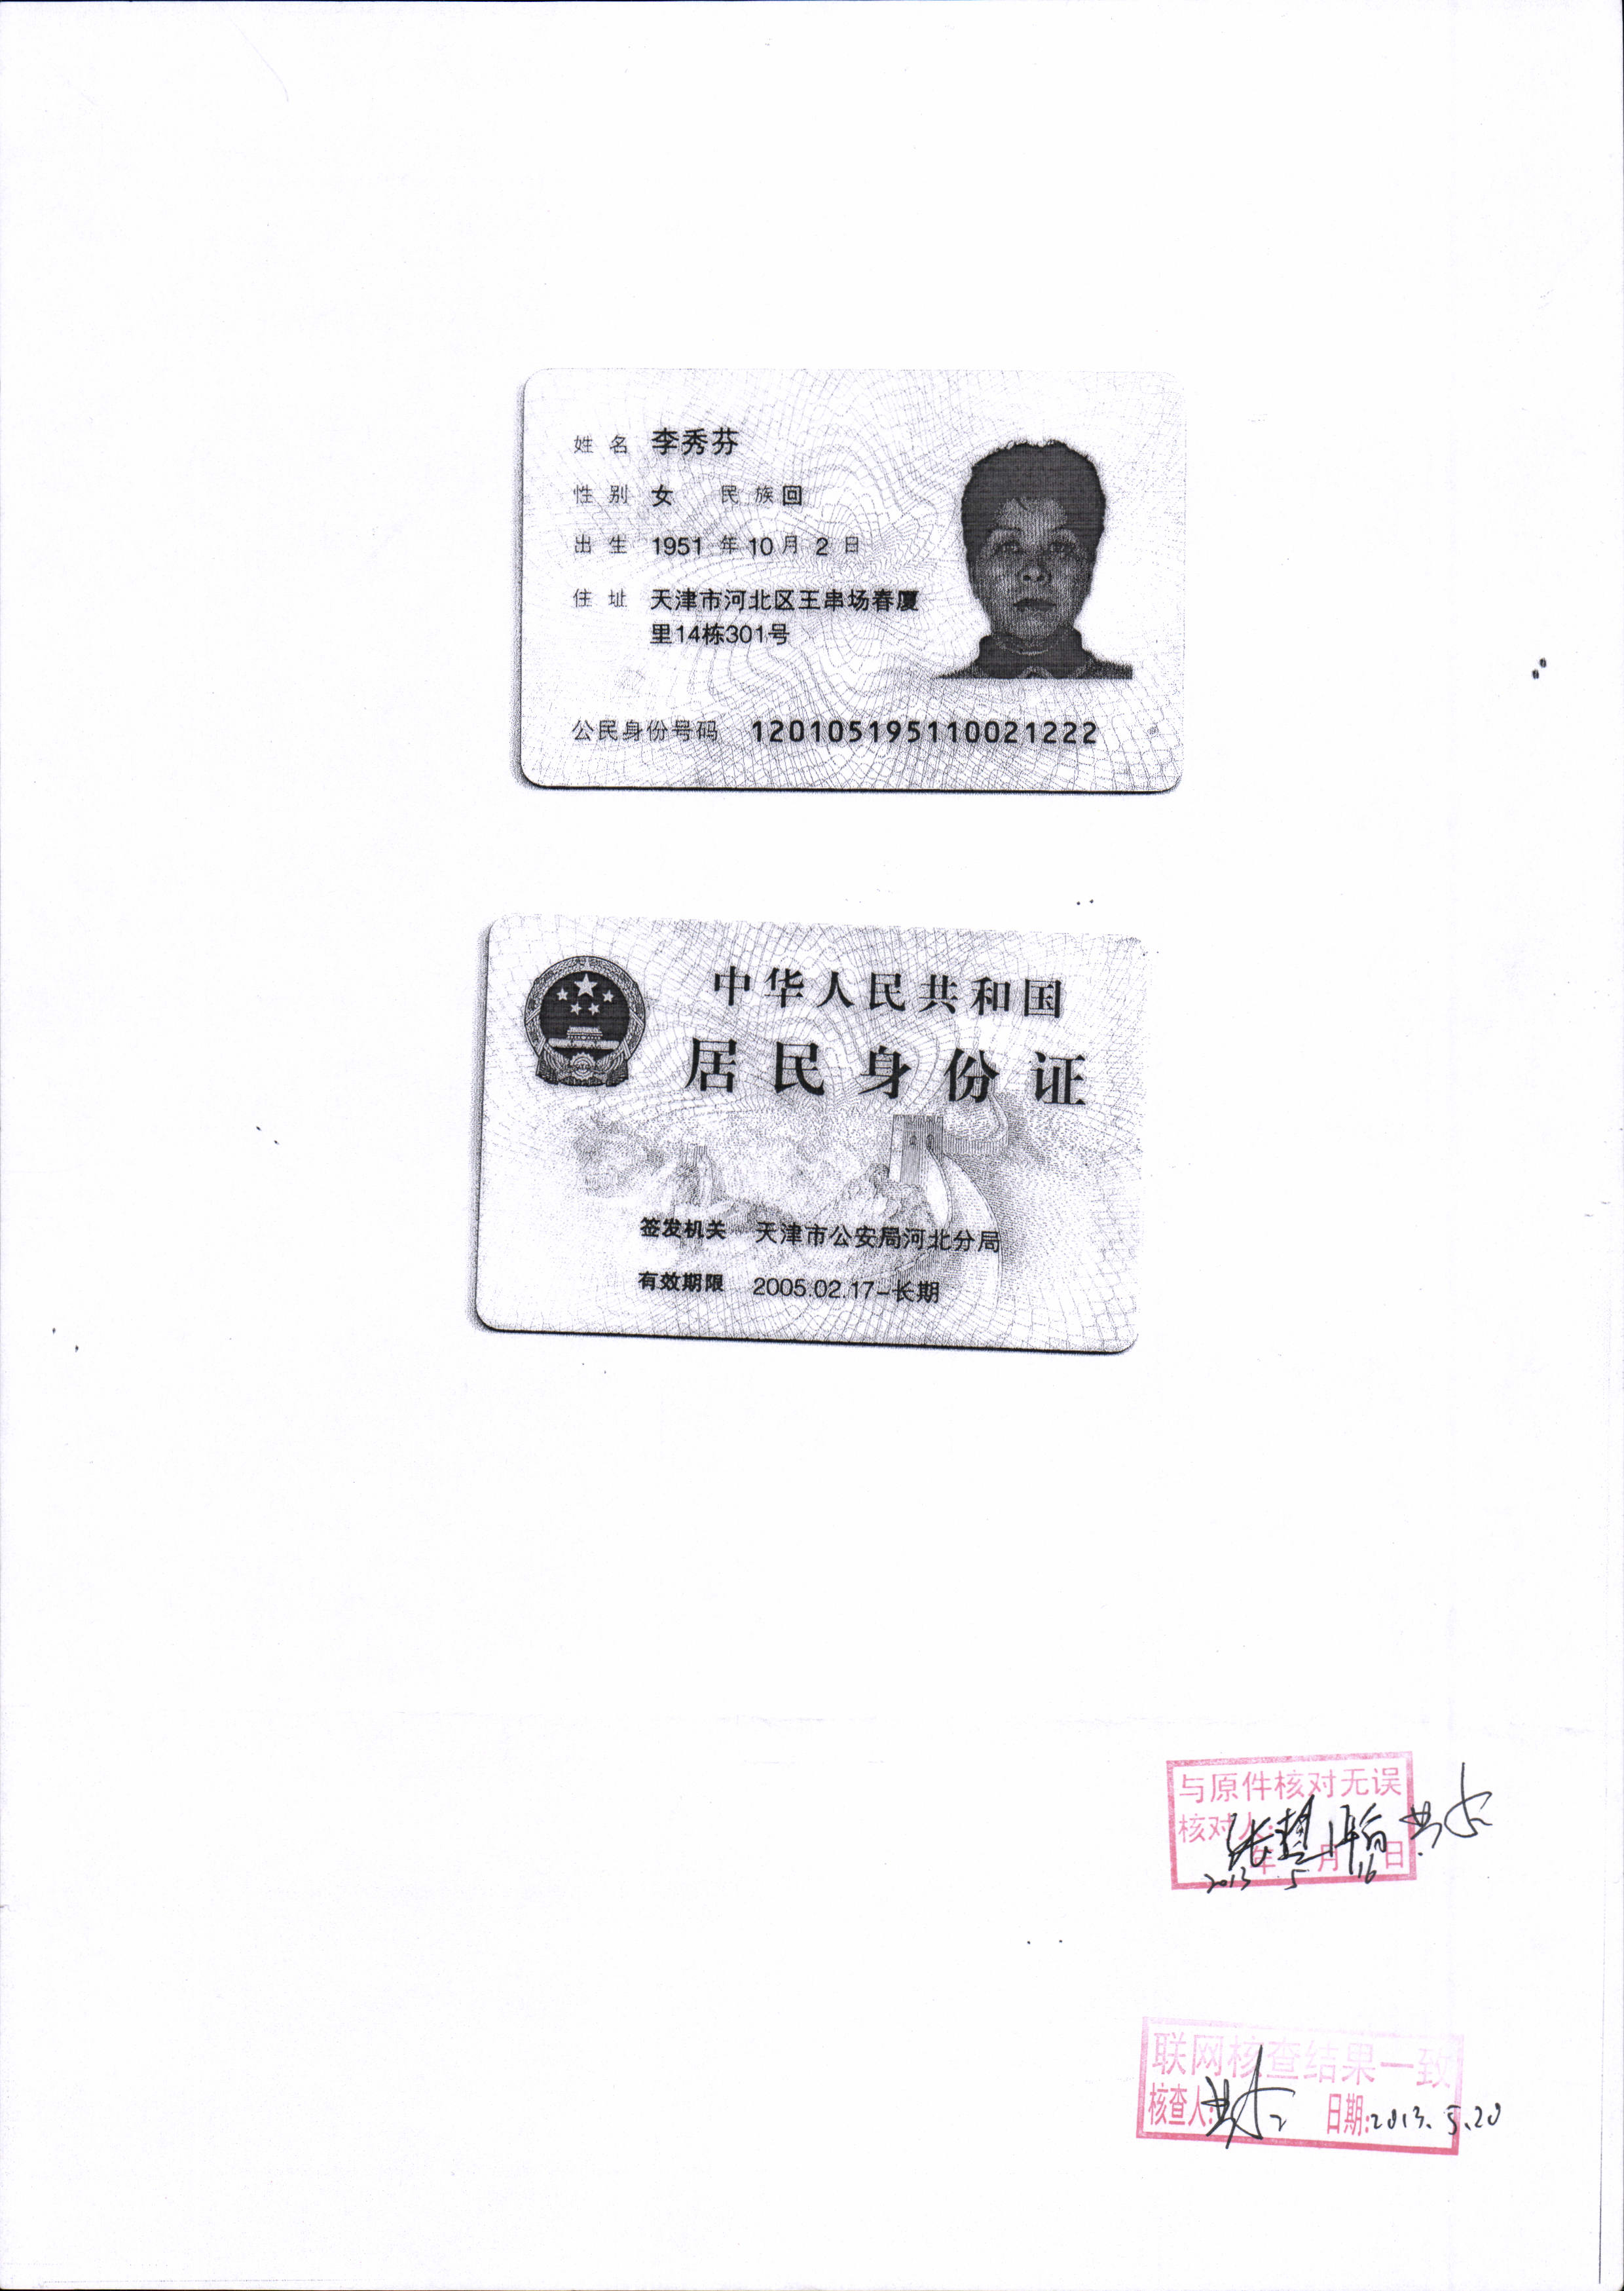 姓名 李秀芬
性别 女 民族 回
出生 1951 年 10 月 2 日
住址 天津市河北区王串场春厦
里14栋301号
公民身份号码 120105195110021222
中华人民共和国
居民身份证
签发机关 天津市公安局河北分局
有效期限 2005.02.17-长期
与原件核对无误
核对人:
2013 年 5 月 16 日
联网核查结果一致
核查人: 日期:2013.5.20